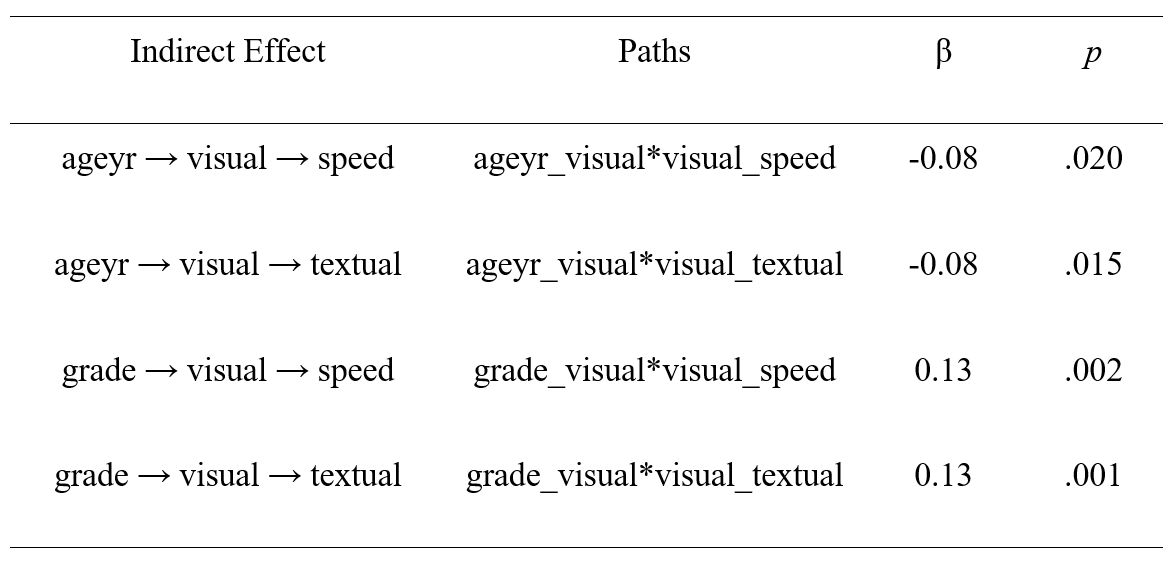 Indirect Effect Paths β p
ageyr → visual → speed ageyr_visual*visual_speed -0.08 .020
ageyr → visual → textual ageyr_visual*visual_textual -0.08 .015
grade → visual → speed grade_visual*visual_speed 0.13 .002
grade → visual → textual grade_visual*visual_textual 0.13 .001